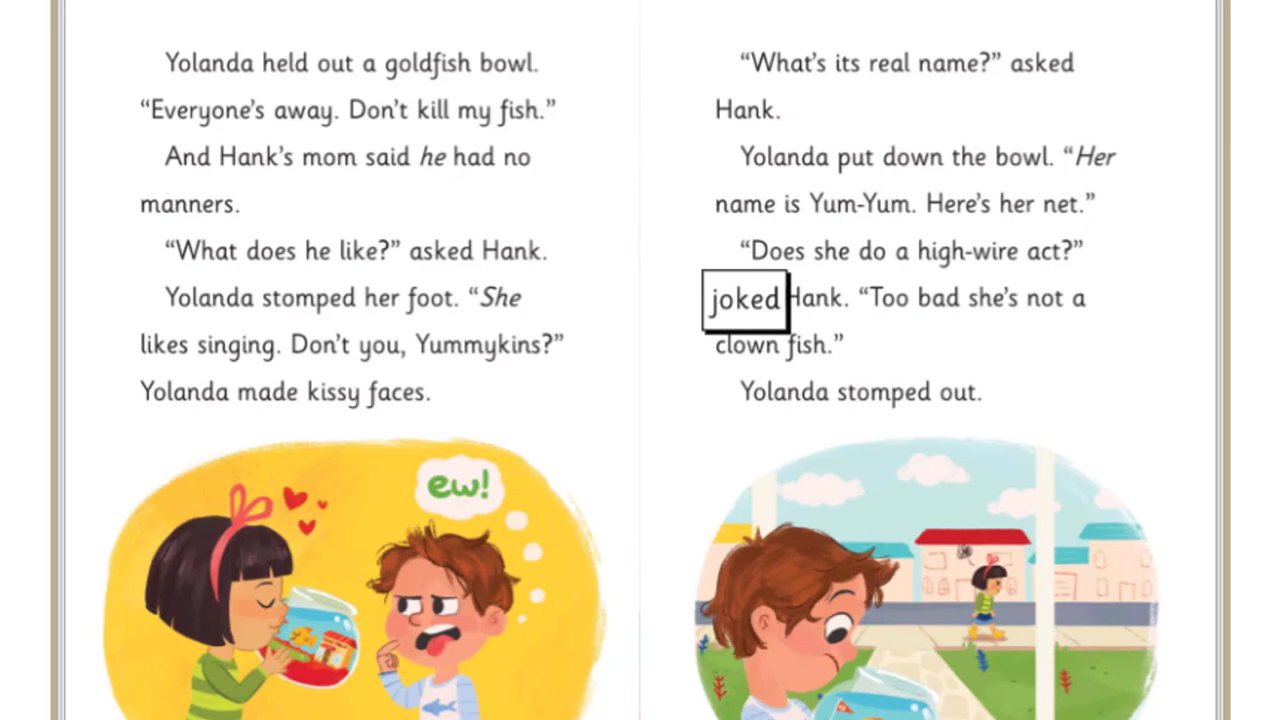 Yolanda held out a goldfish bowl.
“Everyone’s away. Don’t kill my fish.”
And Hank’s mom said he had no
manners.
“What does he like?” asked Hank.
Yolanda stomped her foot. “She
likes singing. Don’t you, Yummykins?”
Yolanda made kissy faces.
ew!
“What’s its real name?” asked
Hank.
Yolanda put down the bowl. “Her
name is Yum-Yum. Here’s her net.”
“Does she do a high-wire act?”
joked Hank. “Too bad she’s not a
clown fish.”
Yolanda stomped out.